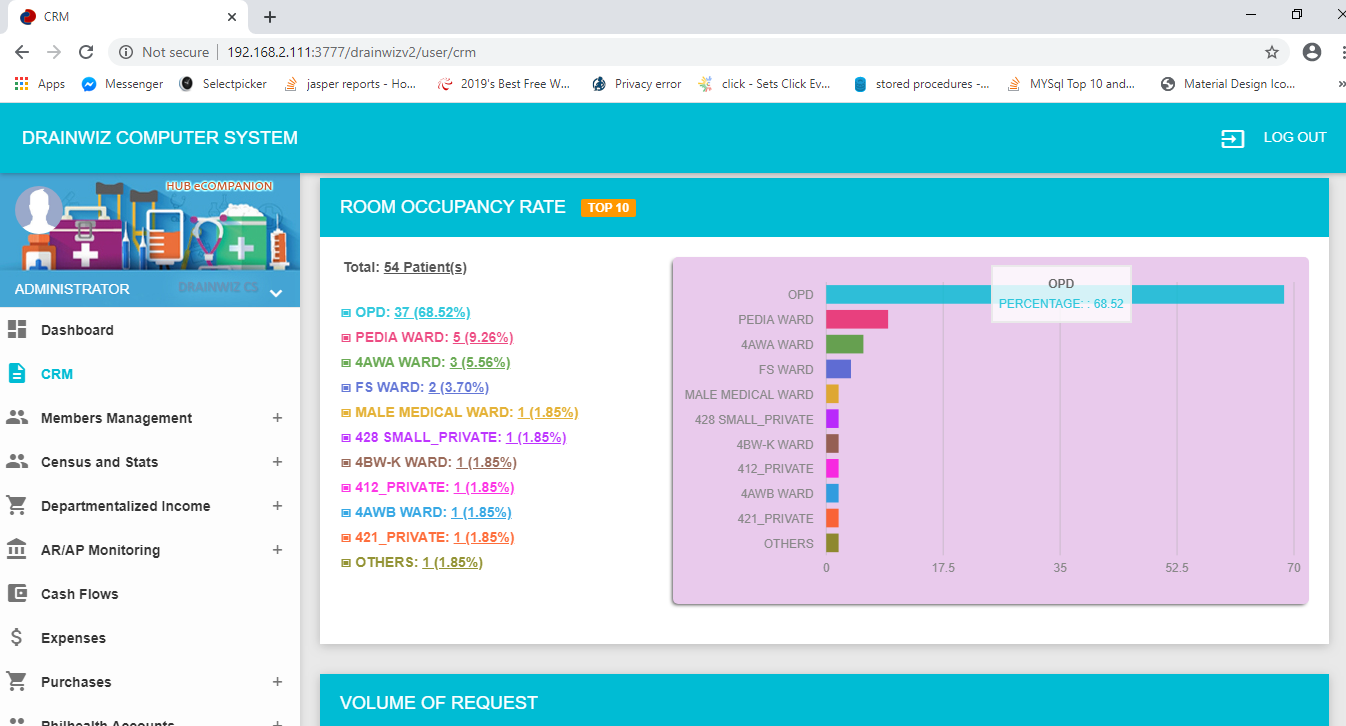 CRM
Not secure
192.168.2.111:3777/drainwizv2/user/crm
Apps
Messenger
Selectpicker
jasper reports - Ho...
2019's Best Free W...
Privacy error
click - Sets Click Ev...
stored procedures -...
MYSql Top 10 and...
Material Design Ico...
»
DRAINWIZ COMPUTER SYSTEM
LOG OUT
HUB eCOMPANION
ADMINISTRATOR
DRAINWIZ CS
Dashboard
CRM
Members Management +
Census and Stats +
Departmentalized Income +
AR/AP Monitoring +
Cash Flows
Expenses
Purchases +
Philhealth Accounts +
ROOM OCCUPANCY RATE TOP 10
Total: 54 Patient(s)
OPD: 37 (68.52%)
PEDIA WARD: 5 (9.26%)
4AWA WARD: 3 (5.56%)
FS WARD: 2 (3.70%)
MALE MEDICAL WARD: 1 (1.85%)
428 SMALL_PRIVATE: 1 (1.85%)
4BW-K WARD: 1 (1.85%)
412_PRIVATE: 1 (1.85%)
4AWB WARD: 1 (1.85%)
421_PRIVATE: 1 (1.85%)
OTHERS: 1 (1.85%)
OPD
PEDIA WARD
4AWA WARD
FS WARD
MALE MEDICAL WARD
428 SMALL_PRIVATE
4BW-K WARD
412_PRIVATE
4AWB WARD
421_PRIVATE
OTHERS
0 17.5 35 52.5 70
OPD
PERCENTAGE: : 68.52
VOLUME OF REQUEST